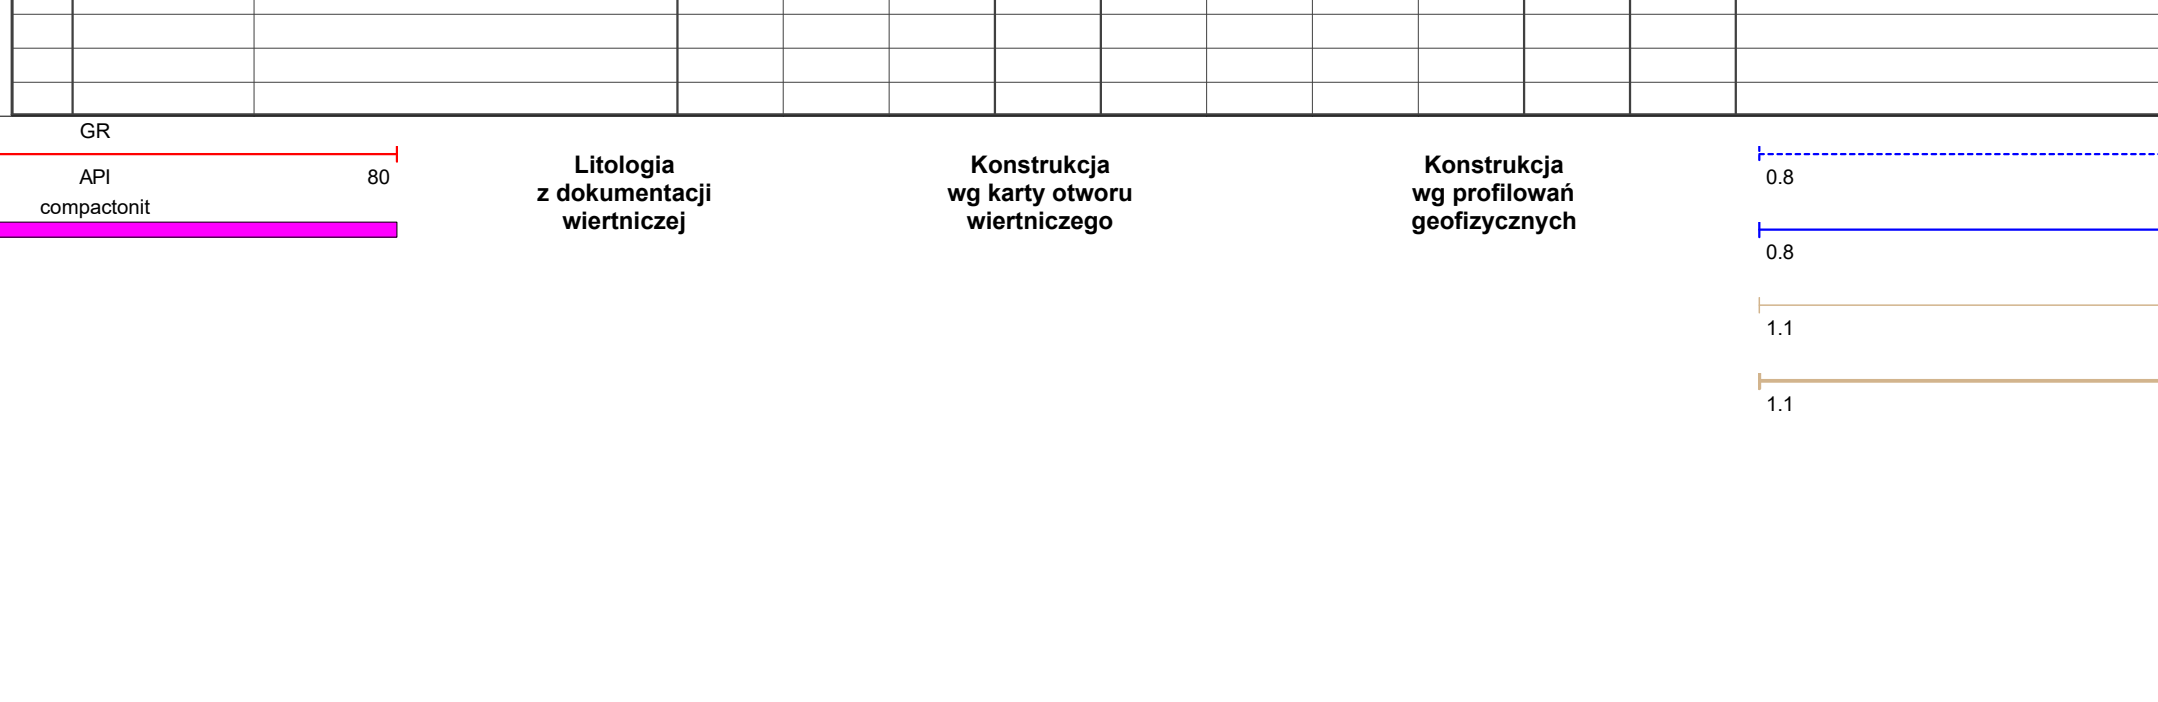 GR
API 80
compactonit
Litologia
z dokumentacji
wiertniczej
Konstrukcja
wg karty otworu
wiertniczego
Konstrukcja
wg profilowań
geofizycznych
0.8
0.8
1.1
1.1